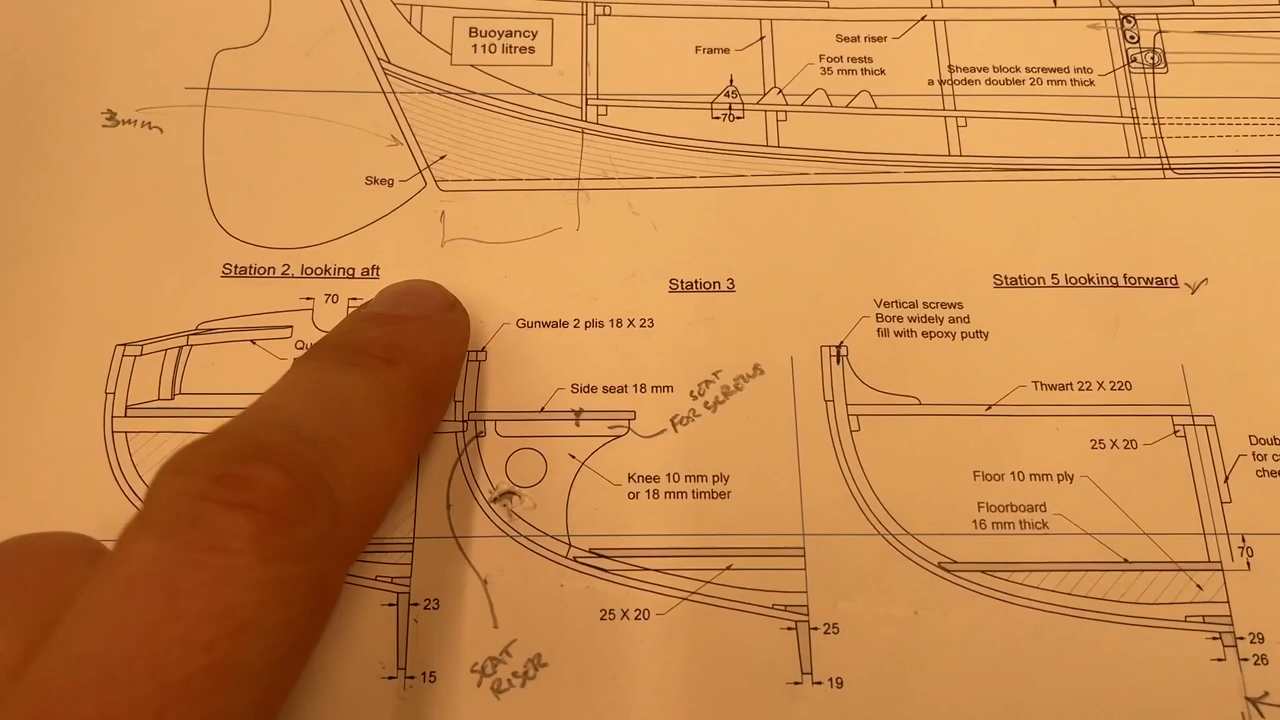 Buoyancy
110 litres
Frame
Seat riser
Foot rests
35 mm thick
Sheave block screwed into
a wooden doubler 20 mm thick
45
70
3mm
Skeg
Station 2, looking aft
Station 3
Station 5 looking forward
70
Gunwale 2 plis 18 X 23
Vertical screws
Bore widely and
fill with epoxy putty
Side seat 18 mm
SEAT
FOR SCREWS
Thwart 22 X 220
25 X 20
Knee 10 mm ply
or 18 mm timber
Floor 10 mm ply
Floorboard
16 mm thick
70
23
25 X 20
25
29
26
15
19
SEAT
RISER